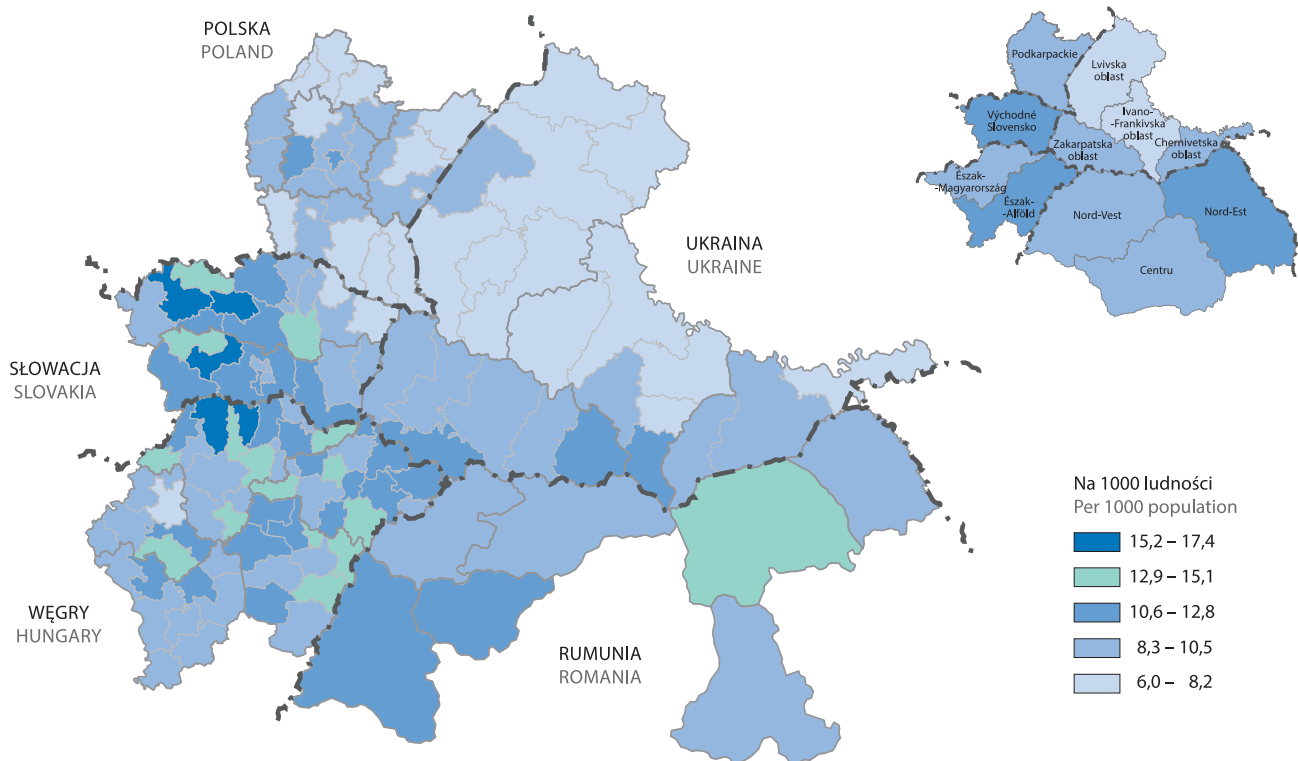 POLSKA
POLAND
UKRAINA
UKRAINE
SŁOWACJA
SLOVAKIA
WĘGRY
HUNGARY
RUMUNIA
ROMANIA
Podkarpackie
Lvivska
oblast
Východné
Slovensko
Ivano-
-Frankivska
oblast
Zakarpatska
oblast
Chernivetska
oblast
Észak-
-Magyarország
Észak-
-Alföld
Nord-Vest
Nord-Est
Centru
Na 1000 ludności
Per 1000 population
15,2 – 17,4
12,9 – 15,1
10,6 – 12,8
8,3 – 10,5
6,0 – 8,2